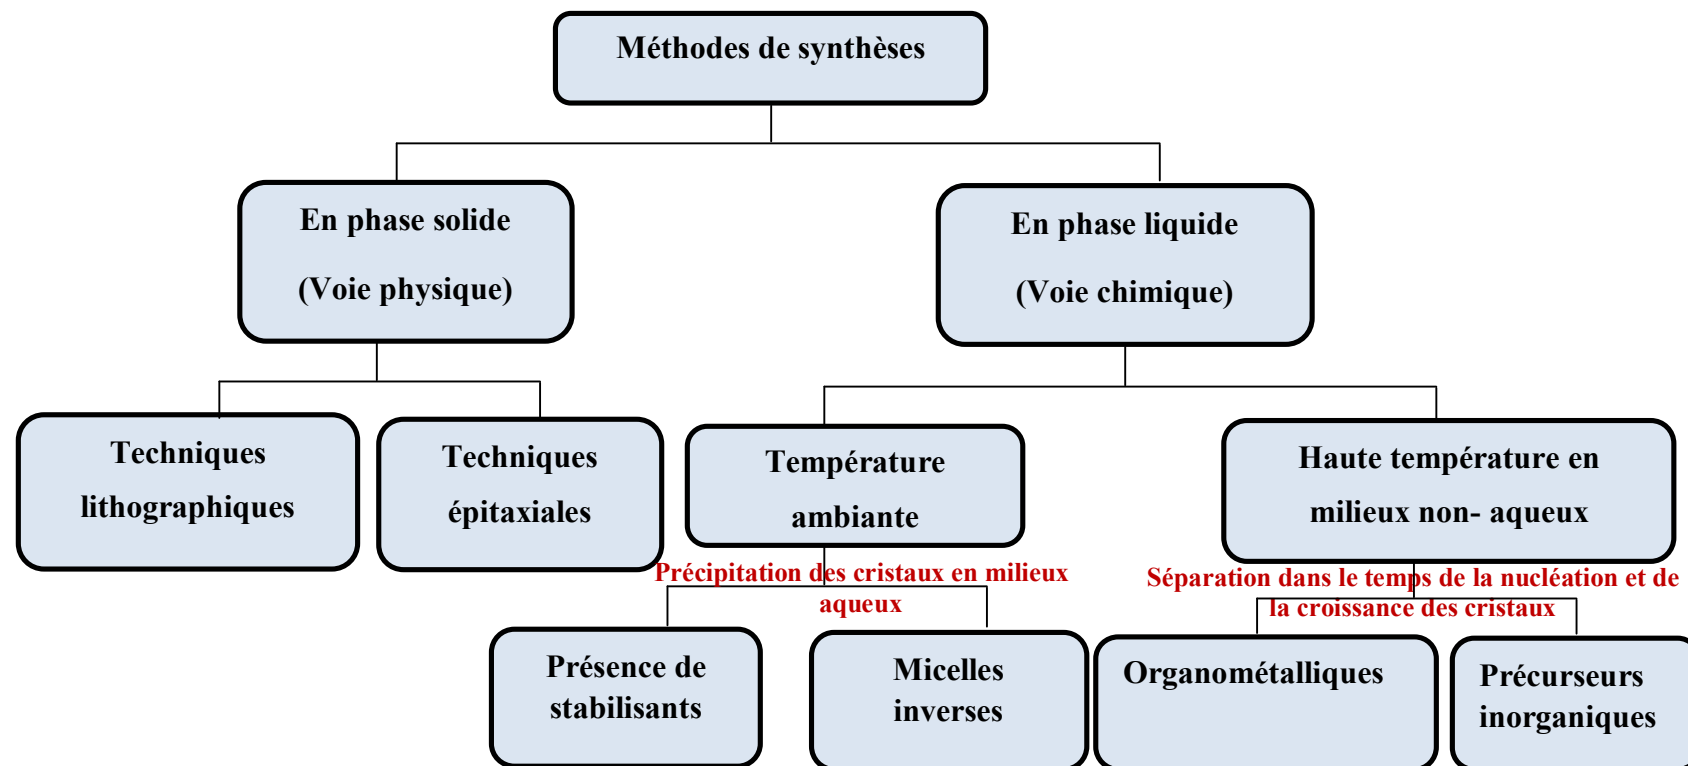 Méthodes de synthèses
En phase solide
(Voie physique)
En phase liquide
(Voie chimique)
Techniques
lithographiques
Techniques
épitaxiales
Température
ambiante
Haute température en
milieux non- aqueux
Précipitation des cristaux en milieux
aqueux
Séparation dans le temps de la nucléation et de
la croissance des cristaux
Présence de
stabilisants
Micelles
inverses
Organométalliques
Précurseurs
inorganiques